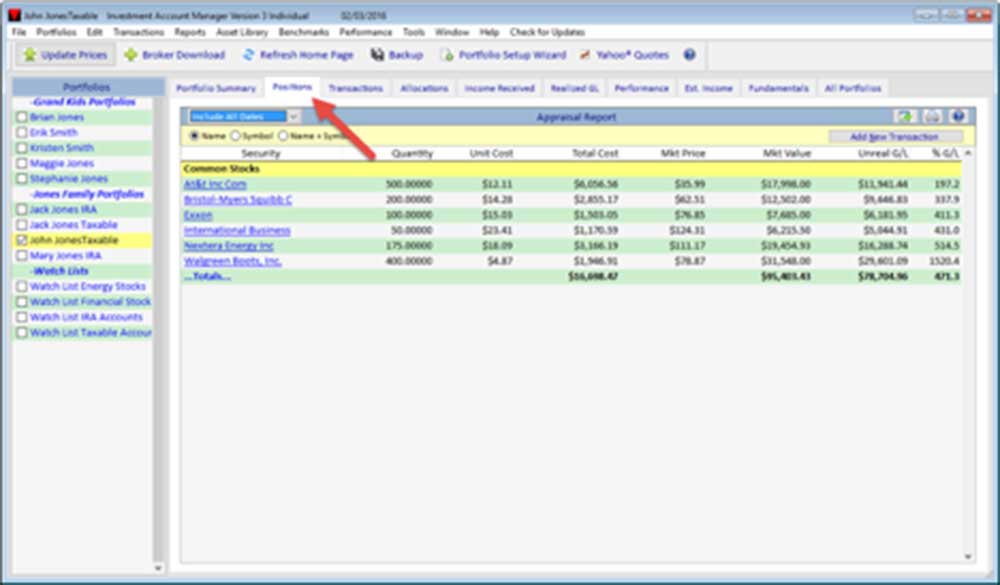 John JonesTaxable    Investment Account Manager Version 3 Individual    02/03/2016
File  Portfolios  Edit  Transactions  Reports  Asset Library  Benchmarks  Performance  Tools  Window  Help  Check for Updates
Update Prices  Broker Download  Refresh Home Page  Backup  Portfolio Setup Wizard  Yahoo® Quotes
Portfolios
-Grand Kids Portfolios
Brian Jones
Erik Smith
Kristen Smith
Maggie Jones
Stephanie Jones
-Jones Family Portfolios
Jack Jones IRA
Jack Jones Taxable
John JonesTaxable
Mary Jones IRA
-Watch Lists
Watch List Energy Stocks
Watch List Financial Stock
Watch List IRA Accounts
Watch List Taxable Accour
Portfolio Summary  Positions  Transactions  Allocations  Income Received  Realized GL  Performance  Est. Income  Fundamentals  All Portfolios
Include All Dates  Appraisal Report
Name  Symbol  Name + Symb  Add New Transaction
Security  Quantity  Unit Cost  Total Cost  Mkt Price  Mkt Value  Unreal G/L  % G/L
Common Stocks
At&t Inc Com  500.00000  $12.11  $6,056.56  $35.99  $17,998.00  $11,941.44  197.2
Bristol-Myers Squibb C  200.00000  $14.28  $2,855.17  $62.51  $12,502.00  $9,646.83  337.9
Exxon  100.00000  $15.03  $1,503.05  $76.85  $7,685.00  $6,181.95  411.3
International Business  50.00000  $23.41  $1,170.59  $124.31  $6,215.50  $5,044.91  431.0
Nextera Energy Inc  175.00000  $18.09  $3,166.19  $111.17  $19,454.93  $16,288.74  514.5
Walgreen Boots, Inc.  400.00000  $4.87  $1,946.91  $78.87  $31,548.00  $29,601.09  1520.4
...Totals...  $16,698.47  $95,403.43  $78,704.96  471.3